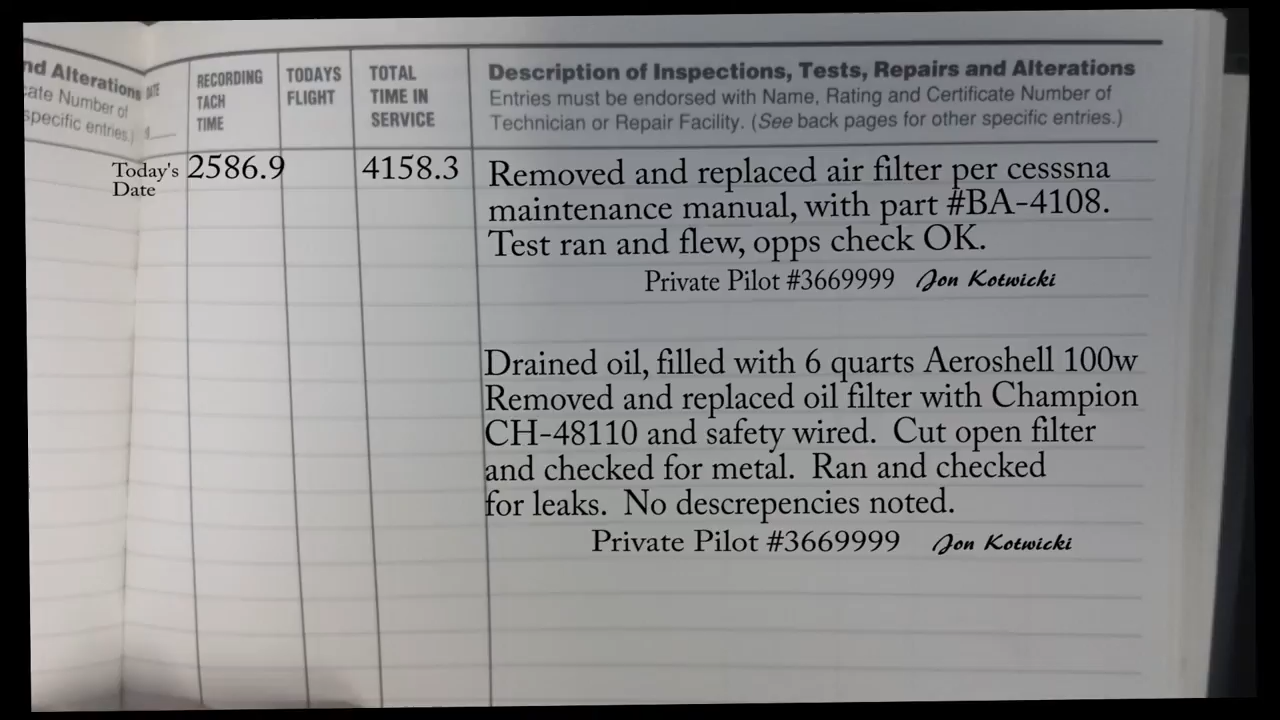 nd Alterations
cate Number of
specific entries.)
DATE
RECORDING
TACH
TIME
TODAYS
FLIGHT
TOTAL
TIME IN
SERVICE
Description of Inspections, Tests, Repairs and Alterations
Entries must be endorsed with Name, Rating and Certificate Number of
Technician or Repair Facility. (See back pages for other specific entries.)
Today's
Date
2586.9
4158.3
Removed and replaced air filter per cesssna
maintenance manual, with part #BA-4108.
Test ran and flew, opps check OK.
Private Pilot #3669999 Jon Kotwicki
Drained oil, filled with 6 quarts Aeroshell 100w
Removed and replaced oil filter with Champion
CH-48110 and safety wired. Cut open filter
and checked for metal. Ran and checked
for leaks. No descrepencies noted.
Private Pilot #3669999 Jon Kotwicki